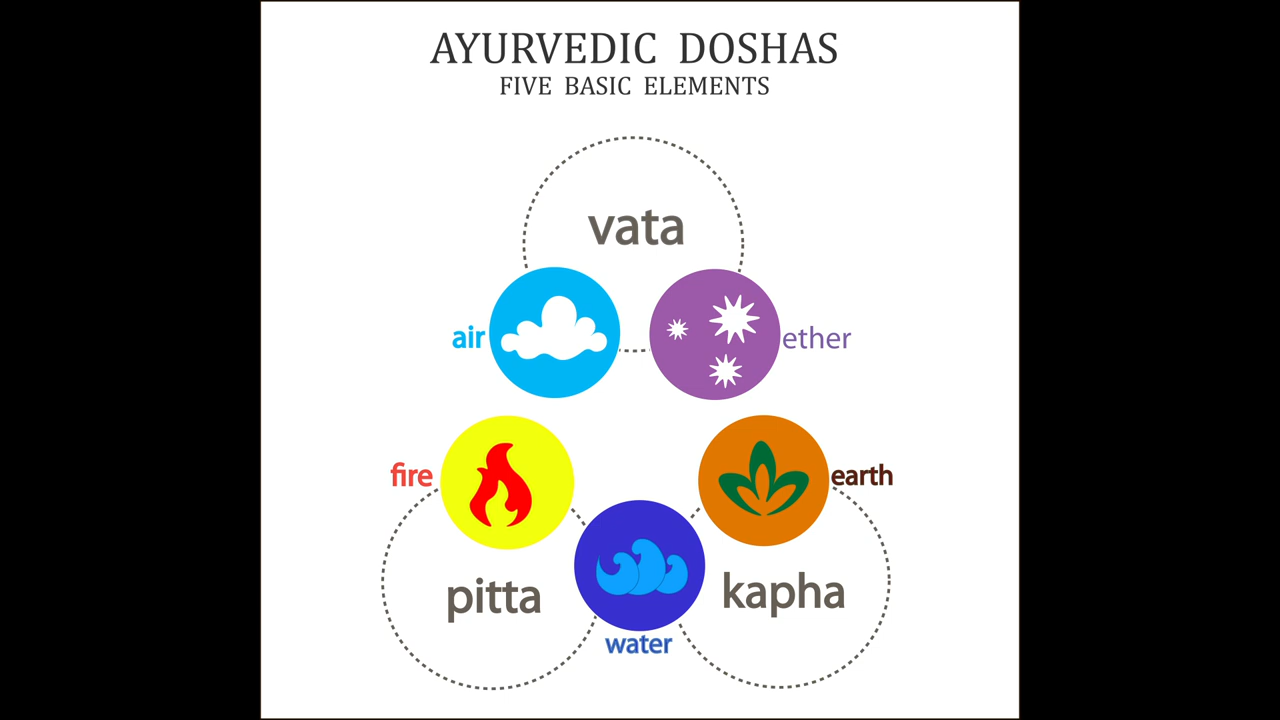 AYURVEDIC DOSHAS
FIVE BASIC ELEMENTS
vata
air
ether
fire
earth
pitta
kapha
water